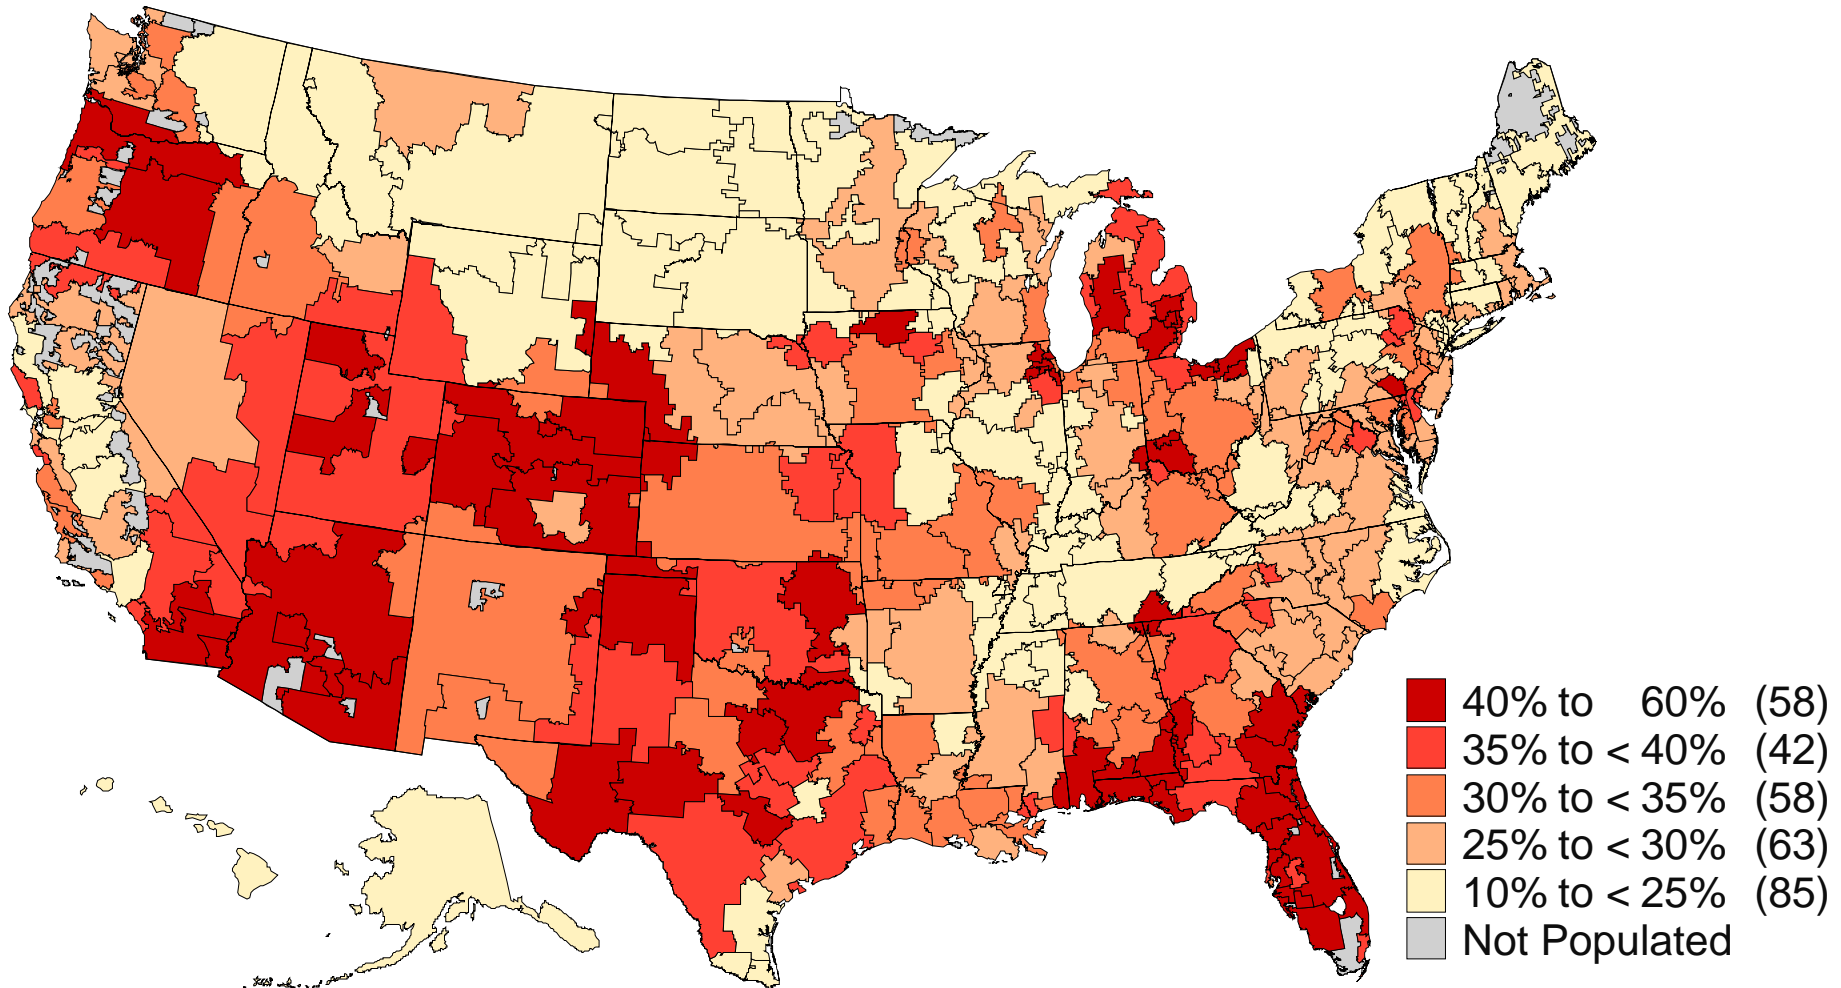 40% to 60% (58)
35% to < 40% (42)
30% to < 35% (58)
25% to < 30% (63)
10% to < 25% (85)
Not Populated